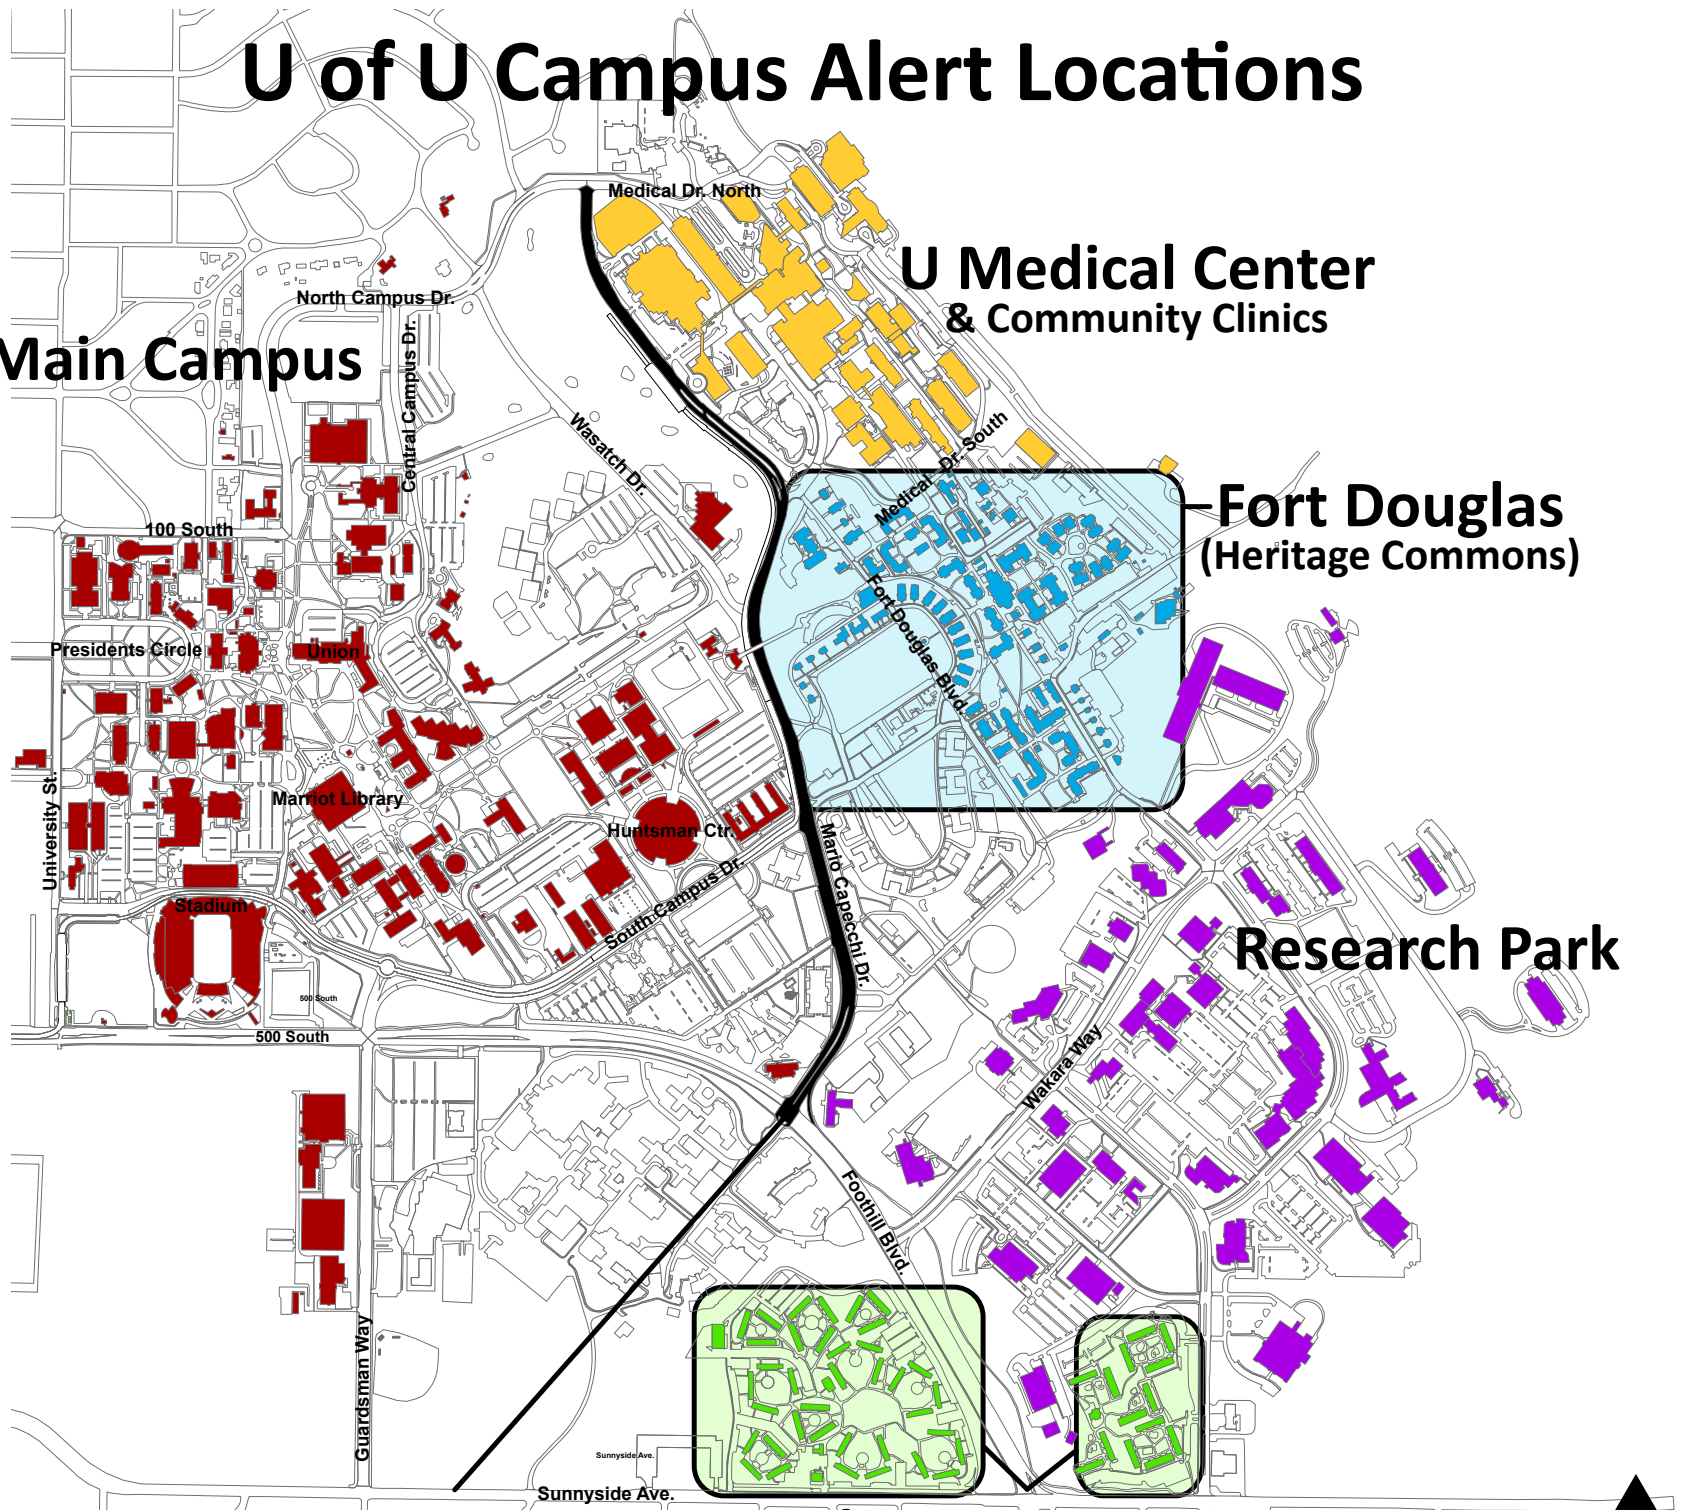 U of U Campus Alert Locations
Medical Dr. North
U Medical Center
& Community Clinics
North Campus Dr.
Main Campus
Central Campus Dr.
Wasatch Dr.
Medical Dr. South
Fort Douglas
(Heritage Commons)
100 South
Fort Douglas Blvd.
Presidents Circle
Union
University St.
Marriot Library
Huntsman Ctr.
Mario Capecchi Dr.
South Campus Dr.
Stadium
Research Park
500 South
500 South
Wakara Way
Foothill Blvd.
Guardsman Way
Sunnyside Ave.
Sunnyside Ave.